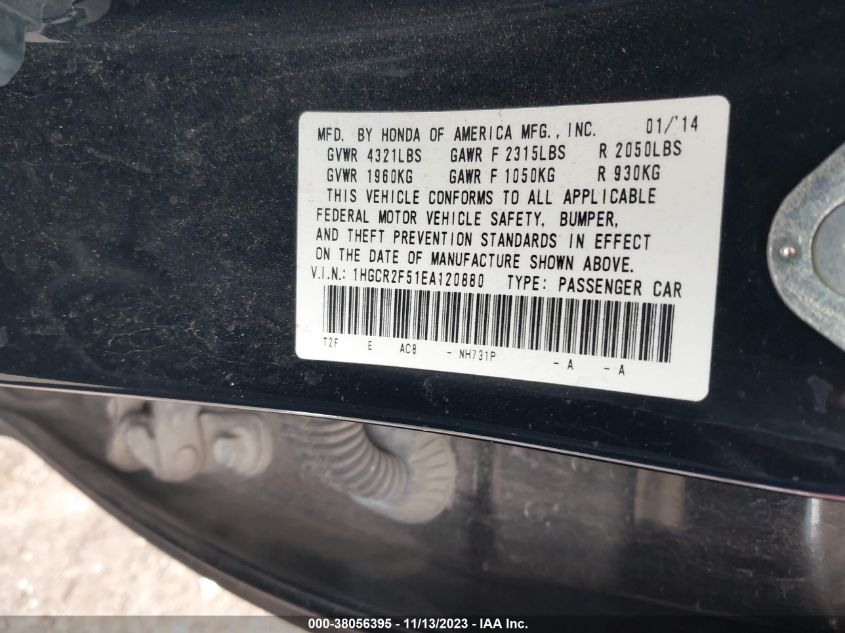 MFD. BY HONDA OF AMERICA MFG., INC. 01/'14
GVWR 4321LBS GAWR F 2315LBS R 2050LBS
GVWR 1960KG GAWR F 1050KG R 930KG
THIS VEHICLE CONFORMS TO ALL APPLICABLE
FEDERAL MOTOR VEHICLE SAFETY, BUMPER,
AND THEFT PREVENTION STANDARDS IN EFFECT
ON THE DATE OF MANUFACTURE SHOWN ABOVE.
V.I.N.: 1HGCR2F51EA120880 TYPE: PASSENGER CAR
T2F E AC8 - NH731P - A - A
000-38056395 - 11/13/2023 - IAA Inc.